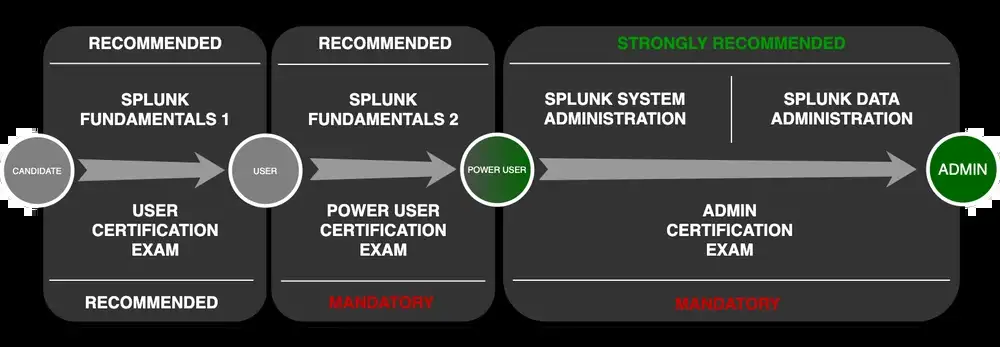 RECOMMENDED
SPLUNK
FUNDAMENTALS 1
CANDIDATE
USER
USER
CERTIFICATION
EXAM
RECOMMENDED
RECOMMENDED
SPLUNK
FUNDAMENTALS 2
POWER USER
POWER USER
CERTIFICATION
EXAM
MANDATORY
STRONGLY RECOMMENDED
SPLUNK SYSTEM
ADMINISTRATION
SPLUNK DATA
ADMINISTRATION
ADMIN
ADMIN
CERTIFICATION
EXAM
MANDATORY